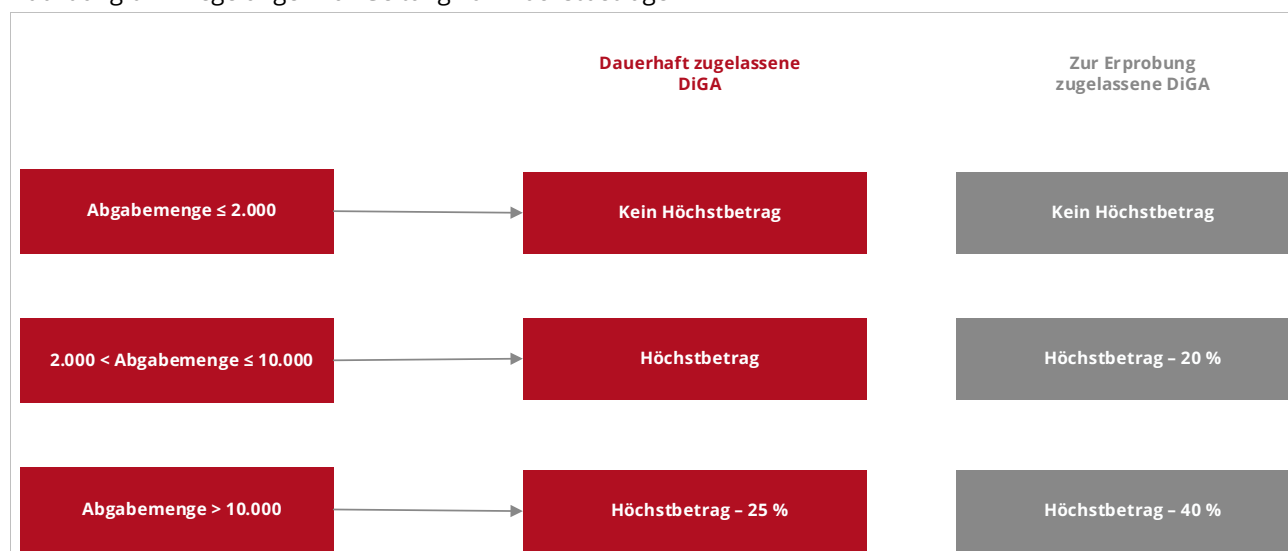 Dauerhaft zugelassene
DiGA
Zur Erprobung
zugelassene DiGA
Abgabemenge ≤ 2.000
Kein Höchstbetrag
Kein Höchstbetrag
2.000 < Abgabemenge ≤ 10.000
Höchstbetrag
Höchstbetrag – 20 %
Abgabemenge > 10.000
Höchstbetrag – 25 %
Höchstbetrag – 40 %